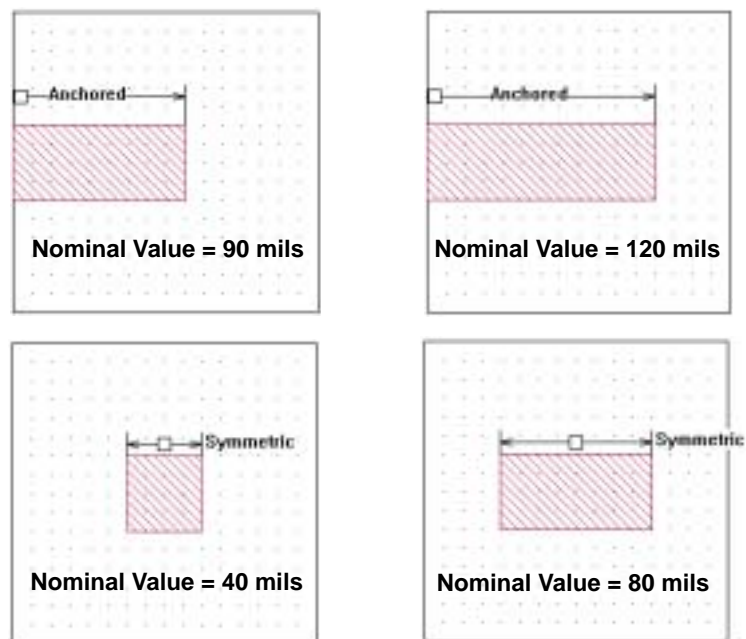 Anchored
Nominal Value = 90 mils
Anchored
Nominal Value = 120 mils
Symmetric
Nominal Value = 40 mils
Symmetric
Nominal Value = 80 mils